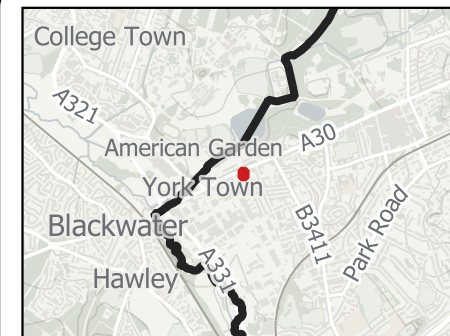 College Town
A321
American Garden
A30
York Town
Blackwater
B3411
Park Road
A331
Hawley